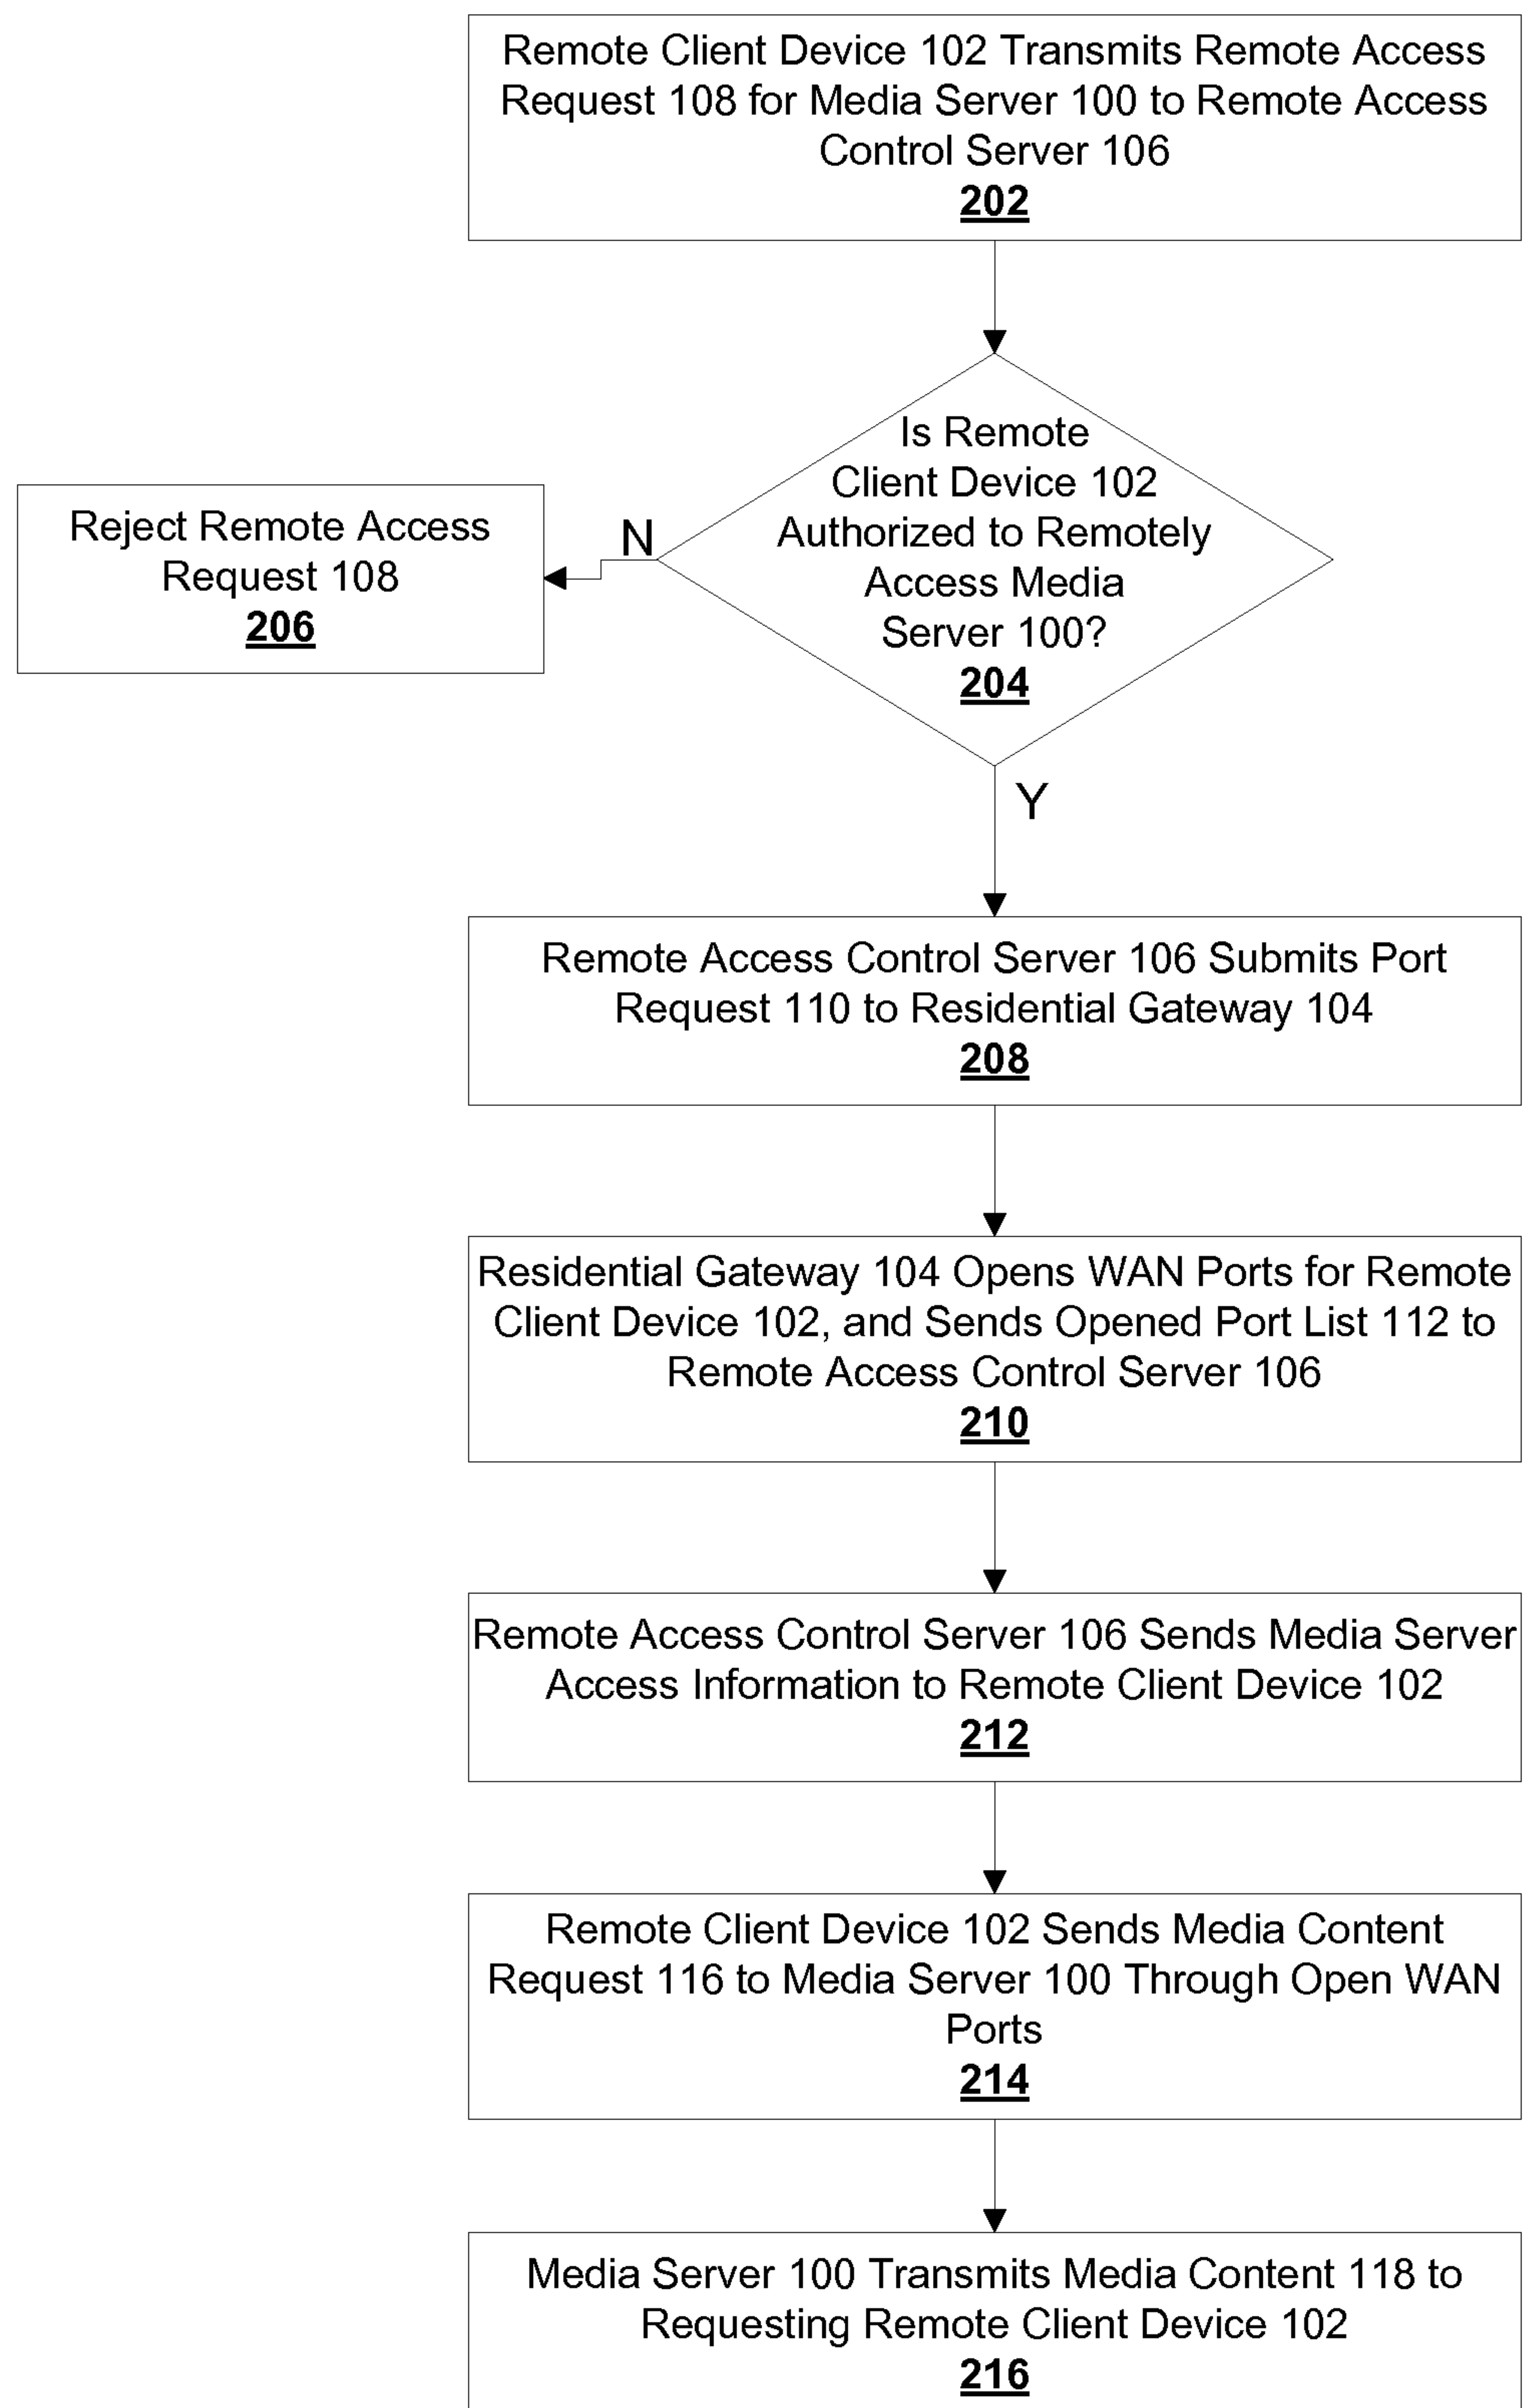 Remote Client Device 102 Transmits Remote Access
Request 108 for Media Server 100 to Remote Access
Control Server 106
202
Is Remote
Client Device 102
Authorized to Remotely
Access Media
Server 100?
204
N
Reject Remote Access
Request 108
206
Y
Remote Access Control Server 106 Submits Port
Request 110 to Residential Gateway 104
208
Residential Gateway 104 Opens WAN Ports for Remote
Client Device 102, and Sends Opened Port List 112 to
Remote Access Control Server 106
210
Remote Access Control Server 106 Sends Media Server
Access Information to Remote Client Device 102
212
Remote Client Device 102 Sends Media Content
Request 116 to Media Server 100 Through Open WAN
Ports
214
Media Server 100 Transmits Media Content 118 to
Requesting Remote Client Device 102
216